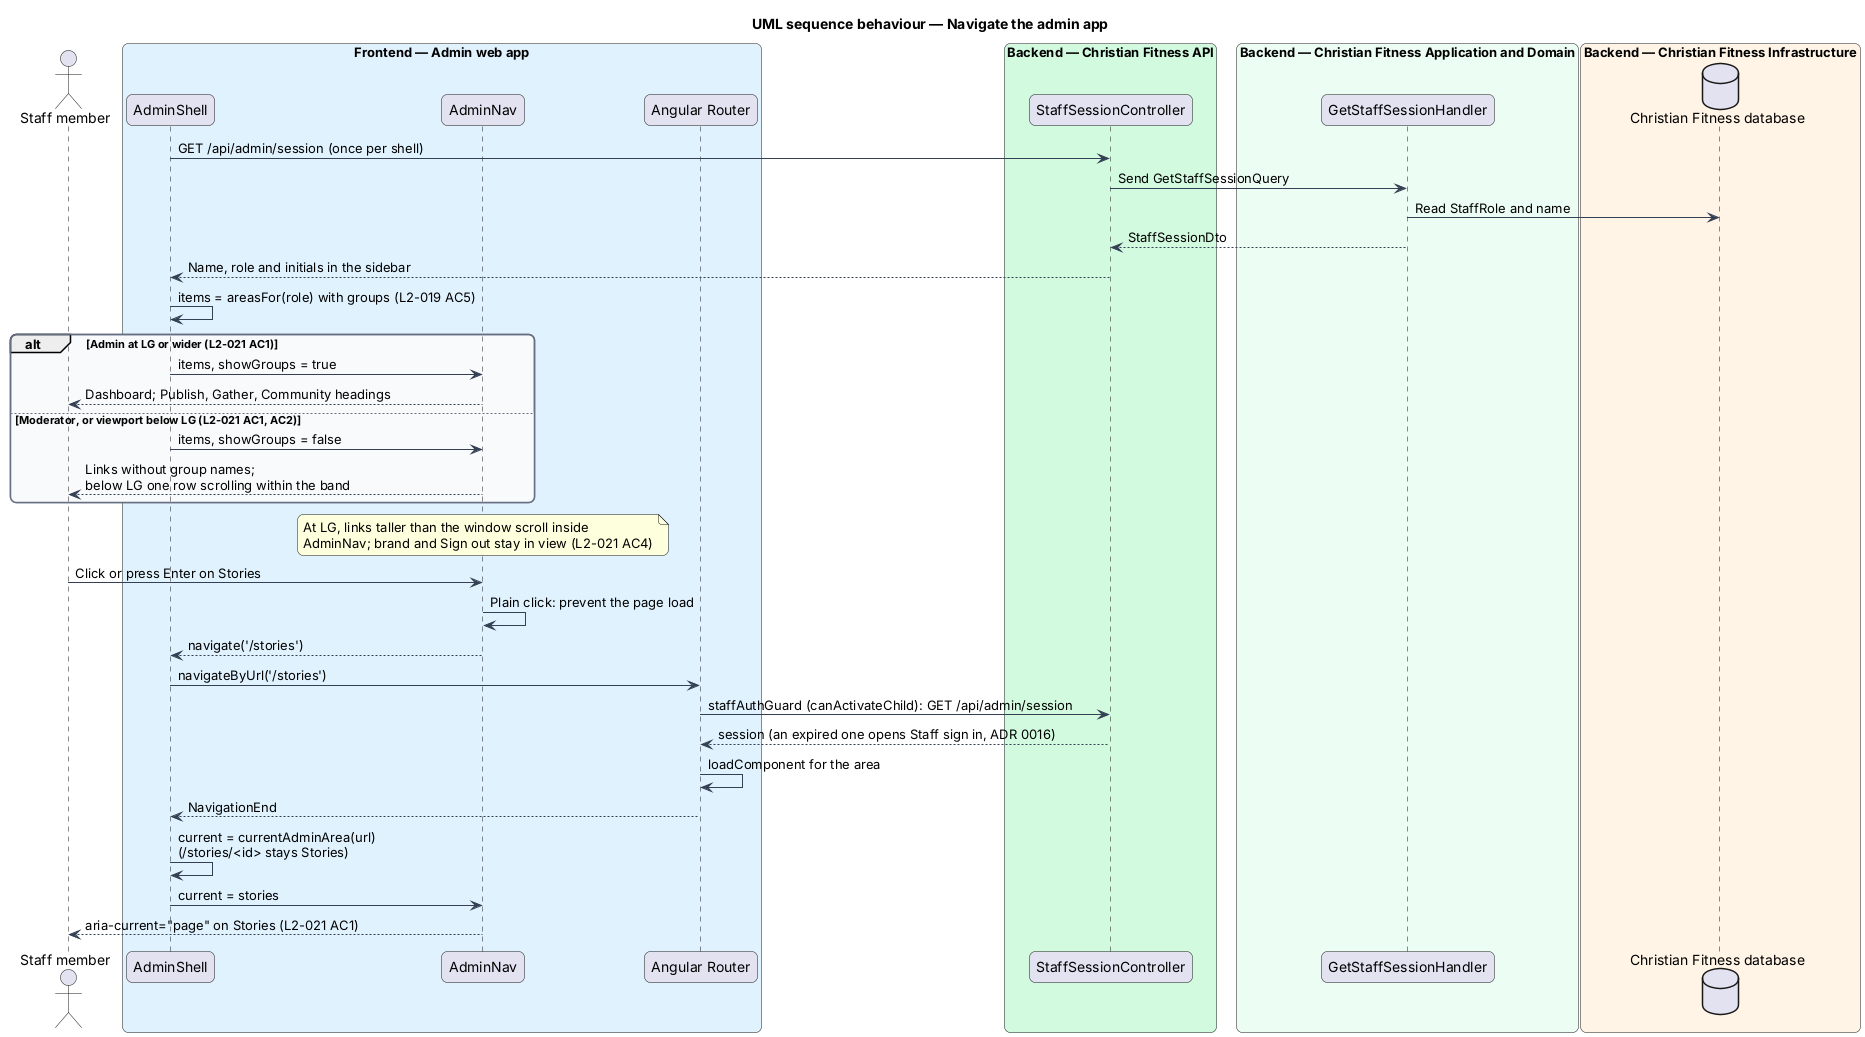 UML sequence behaviour — Navigate the admin app
Frontend — Admin web app
Backend — Christian Fitness API
Backend — Christian Fitness Application and Domain
Backend — Christian Fitness Infrastructure
Staff member
AdminShell
AdminNav
Angular Router
StaffSessionController
GetStaffSessionHandler
Christian Fitness database
GET /api/admin/session (once per shell)
Send GetStaffSessionQuery
Read StaffRole and name
StaffSessionDto
Name, role and initials in the sidebar
items = areasFor(role) with groups (L2-019 AC5)
alt
[Admin at LG or wider (L2-021 AC1)]
items, showGroups = true
Dashboard; Publish, Gather, Community headings
[Moderator, or viewport below LG (L2-021 AC1, AC2)]
items, showGroups = false
Links without group names;
below LG one row scrolling within the band
At LG, links taller than the window scroll inside
AdminNav; brand and Sign out stay in view (L2-021 AC4)
Click or press Enter on Stories
Plain click: prevent the page load
navigate('/stories')
navigateByUrl('/stories')
staffAuthGuard (canActivateChild): GET /api/admin/session
session (an expired one opens Staff sign in, ADR 0016)
loadComponent for the area
NavigationEnd
current = currentAdminArea(url)
(/stories/<id> stays Stories)
current = stories
aria-current="page" on Stories (L2-021 AC1)
Staff member
AdminShell
AdminNav
Angular Router
StaffSessionController
GetStaffSessionHandler
Christian Fitness database